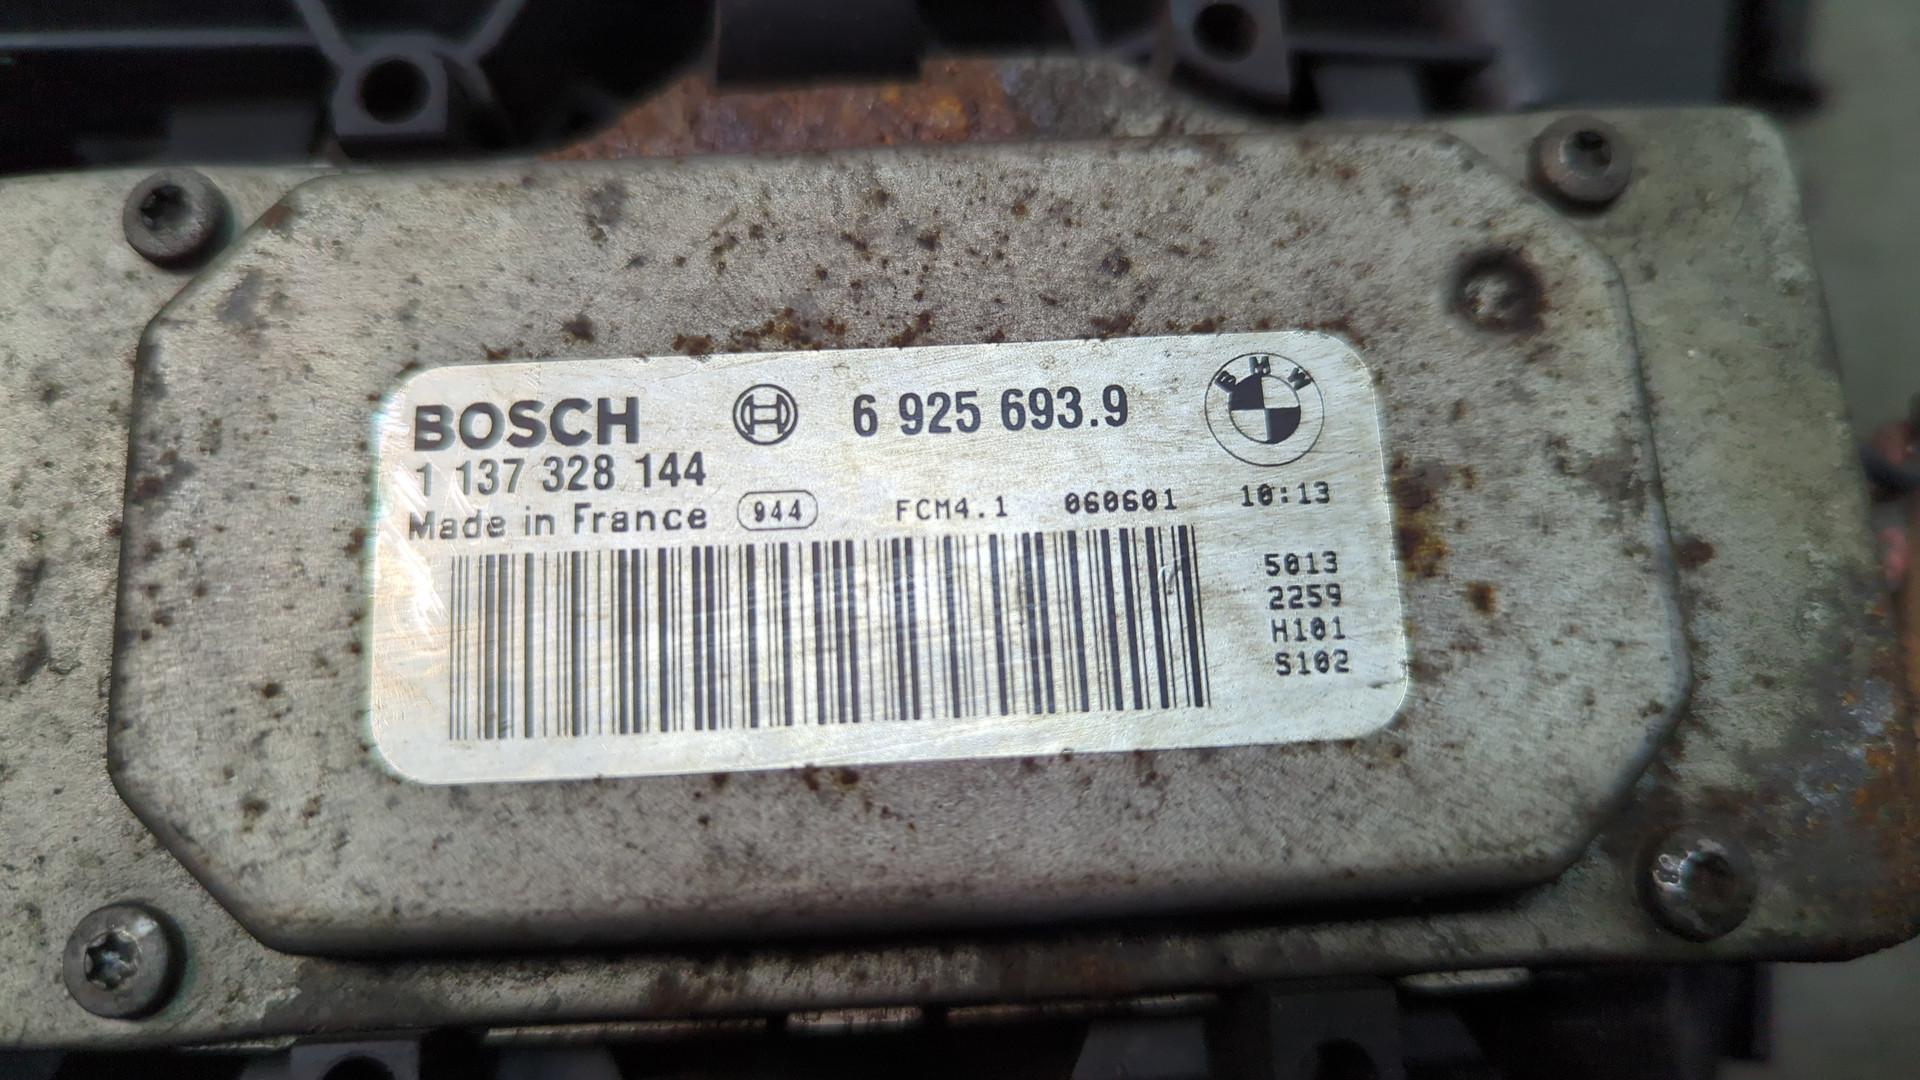 BOSCH 6 925 693.9 BMW
1 137 328 144
Made in France 944 FCM4.1 060601 10:13
5013
2259
H101
S102